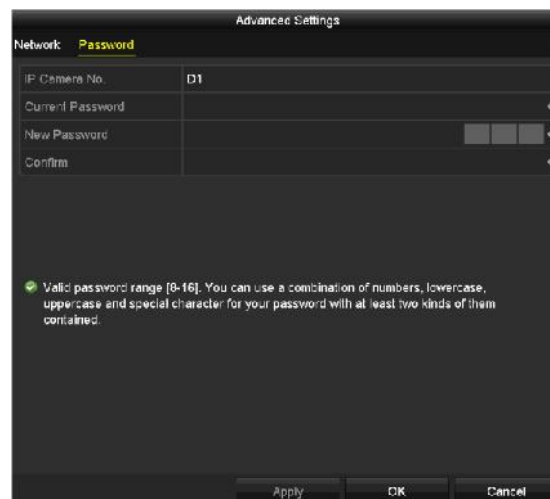 Advanced Settings
Network Password
IP Camera No. D1
Current Password
New Password
Confirm
Valid password range [8-16]. You can use a combination of numbers, lowercase,
uppercase and special character for your password with at least two kinds of them
contained.
Apply OK Cancel